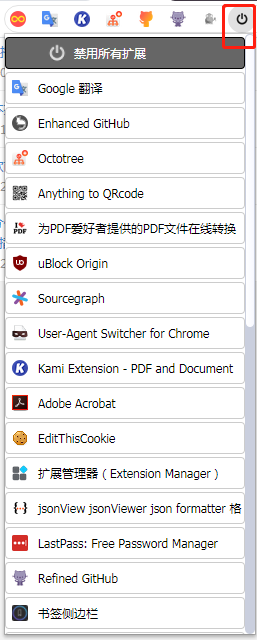 禁用所有扩展
Google 翻译
Enhanced GitHub
Octotree
Anything to QRcode
I
PDF
为PDF爱好者提供的PDF文件在线转换
uBlock Origin
Sourcegraph
User-Agent Switcher for Chrome
Kami Extension - PDF and Document
Adobe Acrobat
EditThisCookie
扩展管理器（Extension Manager）
jsonView jsonViewer json formatter 格
LastPass: Free Password Manager
Refined GitHub
书签侧边栏